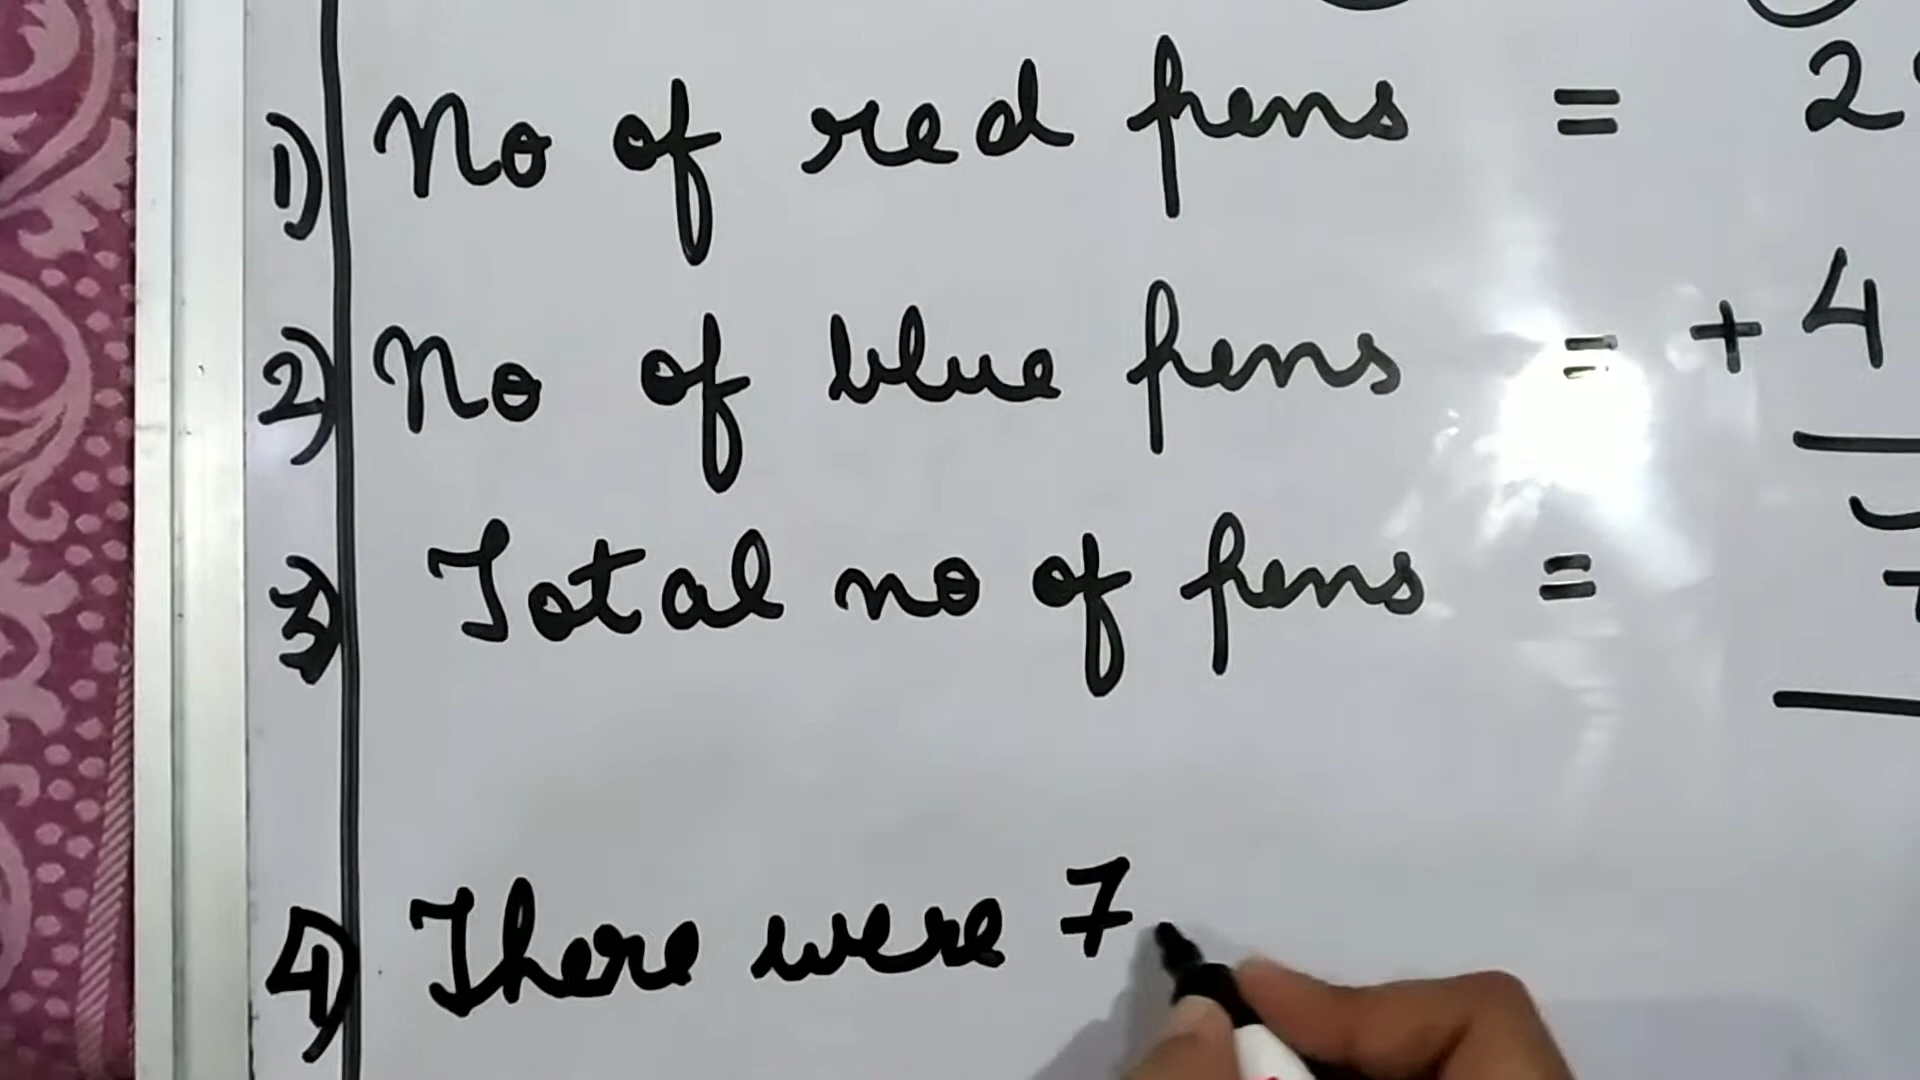 1) No of red pens = 2
2) No of blue pens = + 4
3) Total no of pens = 7
4) There were 7